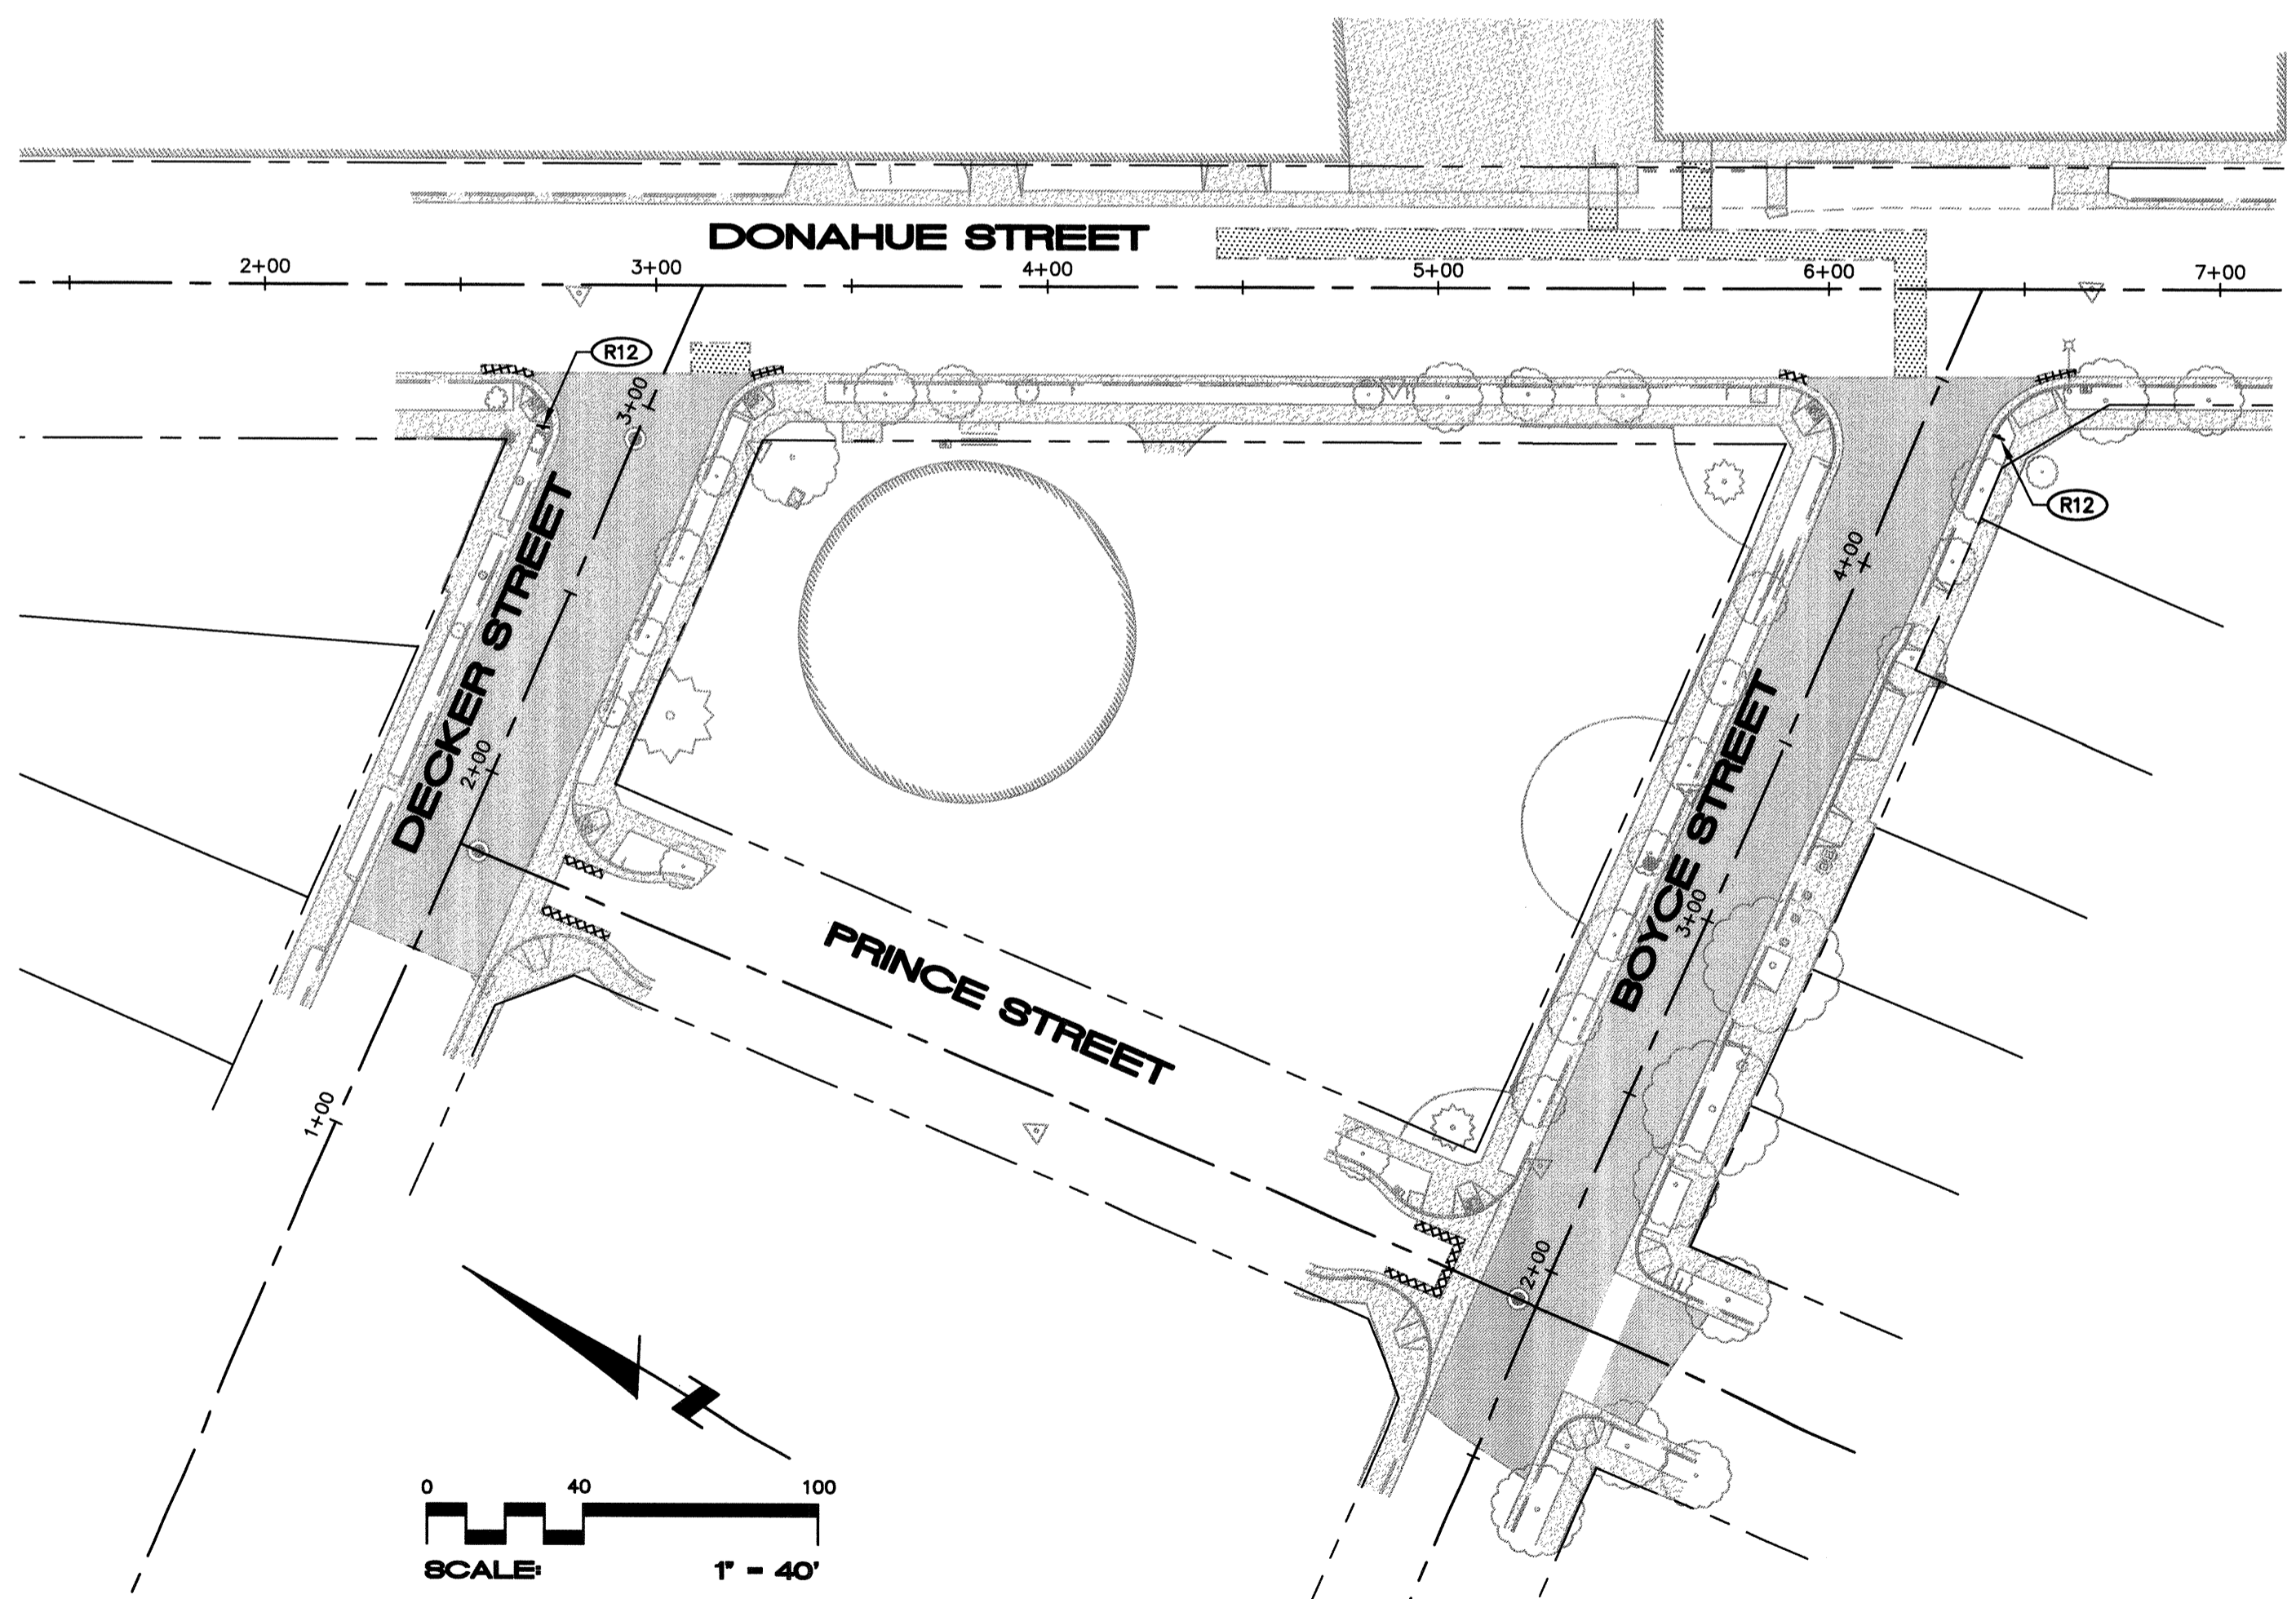 DONAHUE STREET
2+00
3+00
4+00
5+00
6+00
7+00
R12
3+00
R12
DECKER STREET
4+00
2+00
BOYCE STREET
3+00
PRINCE STREET
1+00
2+00
0 40 100
SCALE: 1" - 40'